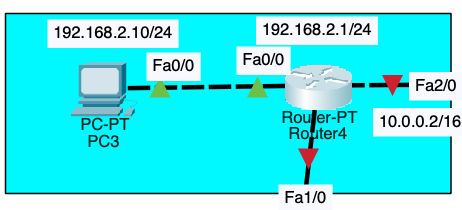 192.168.2.10/24
192.168.2.1/24
Fa0/0
Fa0/0
Fa2/0
PC-PT
PC3
Router-PT
Router4
10.0.0.2/16
Fa1/0